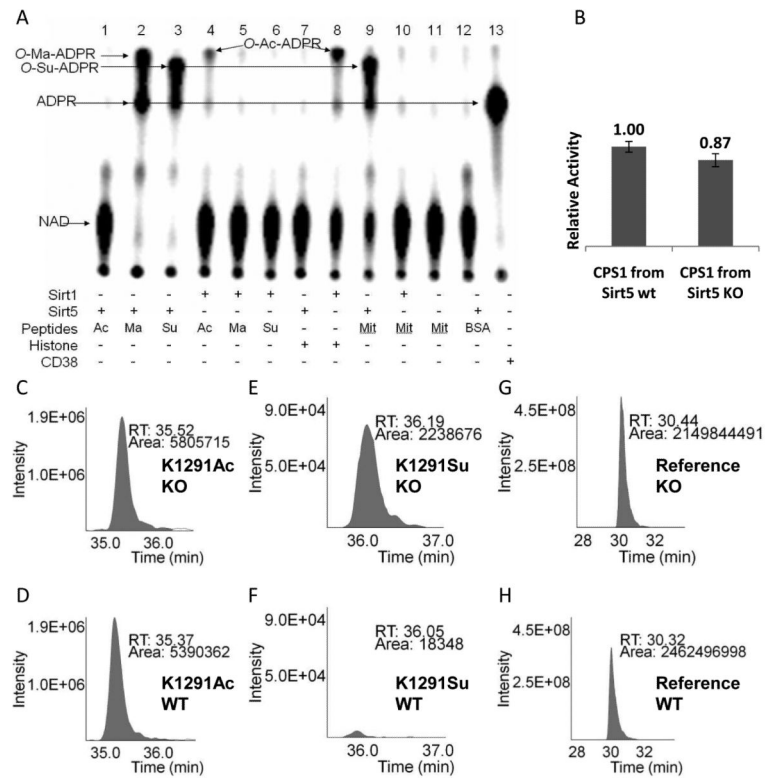 A
1 2 3 4 5 6 7 8 9 10 11 12 13
O-Ma-ADPR
O-Ac-ADPR
O-Su-ADPR
ADPR
NAD
Sirt1 - - - + + + - + - + - - -
Sirt5 + + + - - - + - + - - + -
Peptides Ac Ma Su Ac Ma Su - - Mit Mit Mit BSA -
Histone - - - - - - + + - - - - -
CD38 - - - - - - - - - - - - +
B
Relative Activity
1.00
0.87
CPS1 from Sirt5 wt
CPS1 from Sirt5 KO
C
Intensity
1.9E+06
1.0E+06
RT: 35.52
Area: 5805715
K1291Ac
KO
35.0 36.0
Time (min)
E
Intensity
9.0E+04
5.0E+04
RT: 36.19
Area: 2238676
K1291Su
KO
36.0 37.0
Time (min)
G
Intensity
4.5E+08
2.5E+08
RT: 30.44
Area: 2149844491
Reference
KO
28 30 32
Time (min)
D
Intensity
1.9E+06
1.0E+06
RT: 35.37
Area: 5390362
K1291Ac
WT
35.0 36.0
Time (min)
F
Intensity
9.0E+04
5.0E+04
RT: 36.05
Area: 18348
K1291Su
WT
36.0 37.0
Time (min)
H
Intensity
4.5E+08
2.5E+08
RT: 30.32
Area: 2462496998
Reference
WT
28 30 32
Time (min)